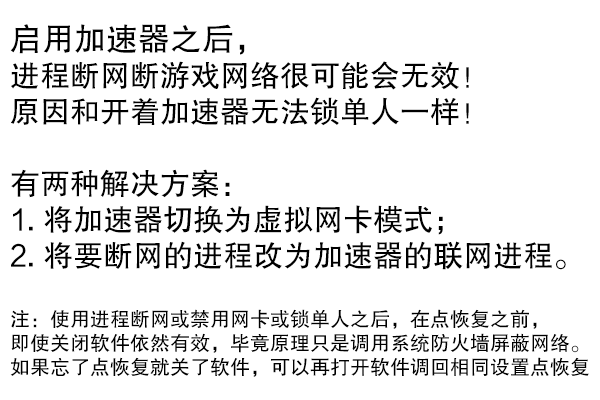 启用加速器之后，
进程断网断游戏网络很可能会无效!
原因和开着加速器无法锁单人一样!
有两种解决方案：
1. 将加速器切换为虚拟网卡模式；
2. 将要断网的进程改为加速器的联网进程。
注：使用进程断网或禁用网卡或锁单人之后，在点恢复之前，
即使关闭软件依然有效，毕竟原理只是调用系统防火墙屏蔽网络。
如果忘了点恢复就关了软件，可以再打开软件调回相同设置点恢复